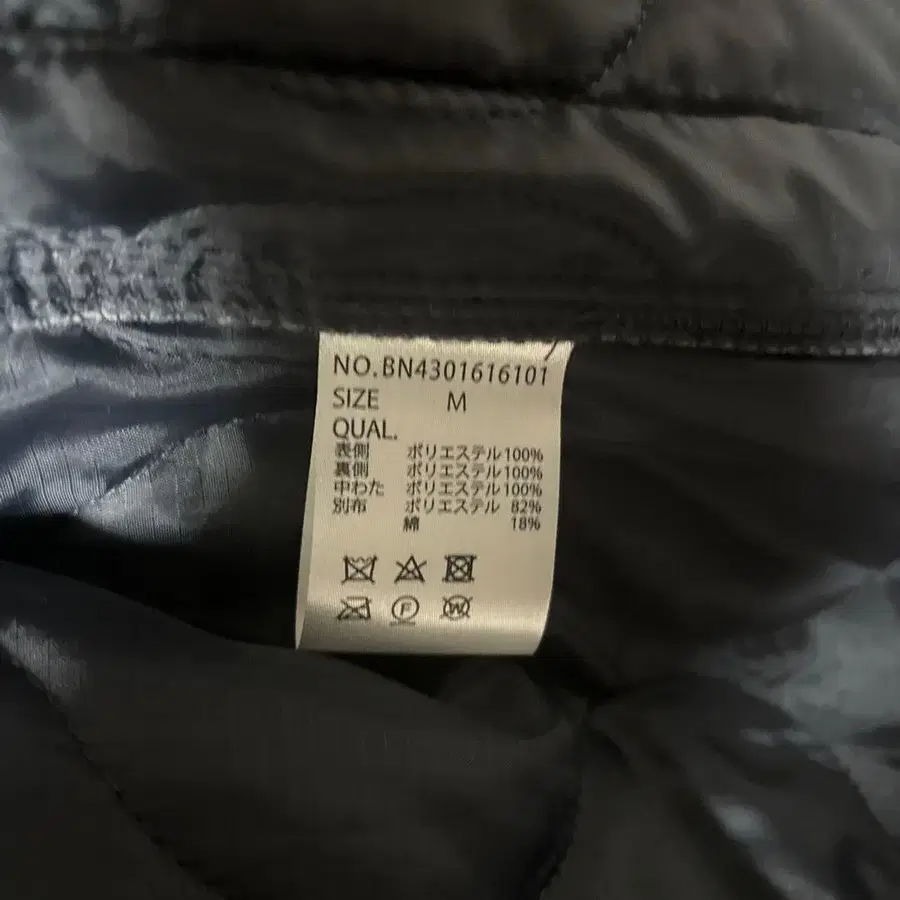 NO.BN4301616101
SIZE M
QUAL.
表側 ポリエステル100%
裏側 ポリエステル100%
中わた ポリエステル100%
別布 ポリエステル 82%
綿 18%
F W